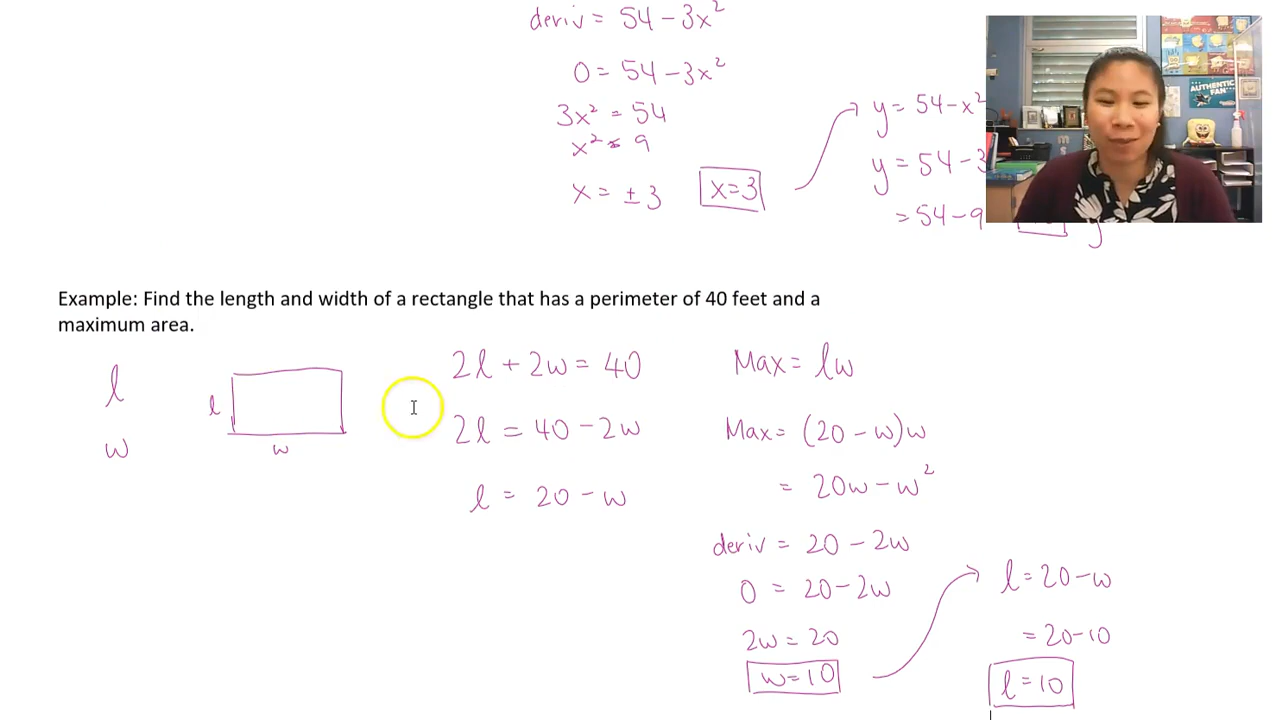 deriv = 54 - 3x²
0 = 54 - 3x²
3x² = 54
x² = 9
x = ± 3
x=3
y = 54 - x²
y = 54 - 3
= 54 - 9
y
AUTHENTIC
FAN
Example: Find the length and width of a rectangle that has a perimeter of 40 feet and a
maximum area.
l
w
l
w
2l + 2w = 40
2l = 40 - 2w
l = 20 - w
Max = lw
Max = (20 - w)w
= 20w - w²
deriv = 20 - 2w
0 = 20 - 2w
2w = 20
w=10
l = 20 - w
= 20-10
l = 10